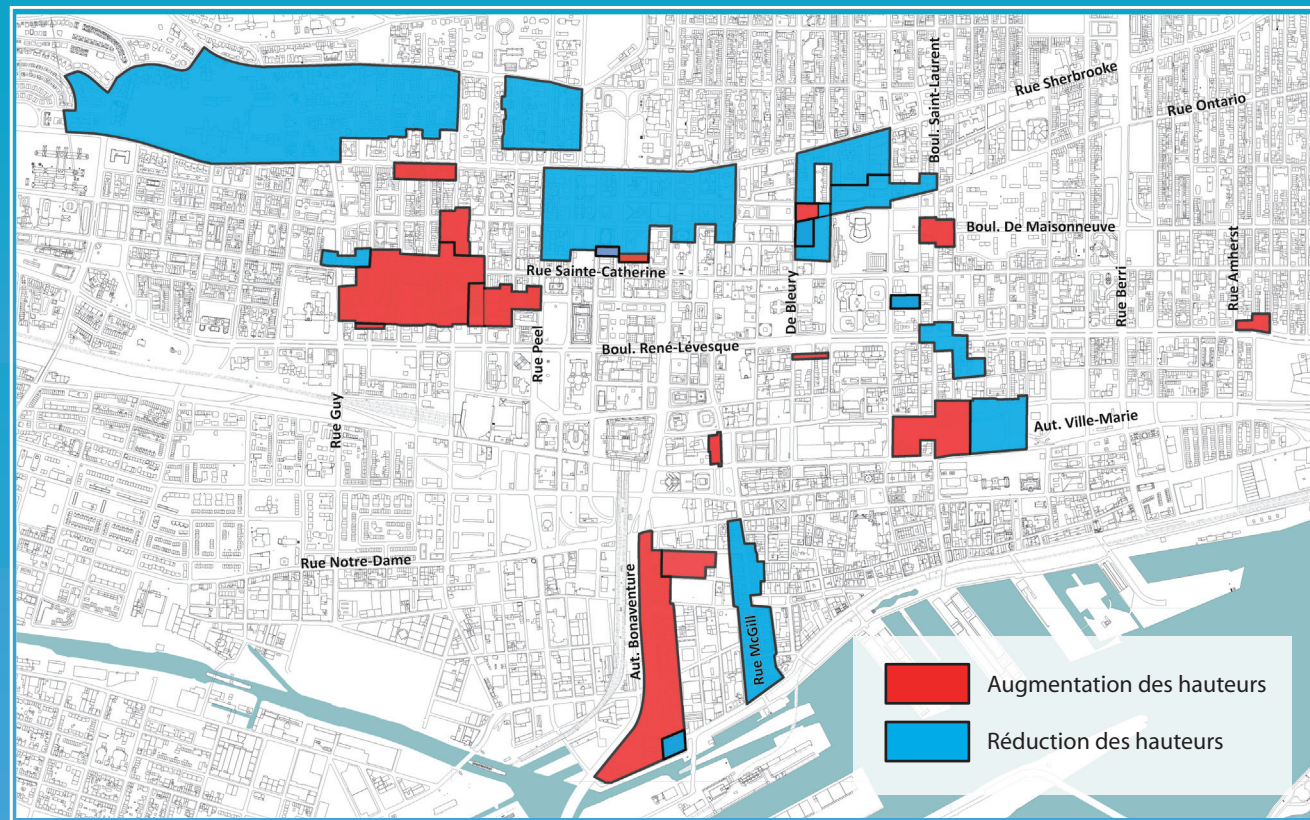 Rue Sherbrooke
Rue Ontario
Boul. Saint-Laurent
Boul. De Maisonneuve
Rue Sainte-Catherine
De Bleury
Rue Berri
Rue Amherst
Boul. René-Lévesque
Rue Peel
Rue Guy
Aut. Ville-Marie
Rue Notre-Dame
Aut. Bonaventure
Rue McGill
Augmentation des hauteurs
Réduction des hauteurs